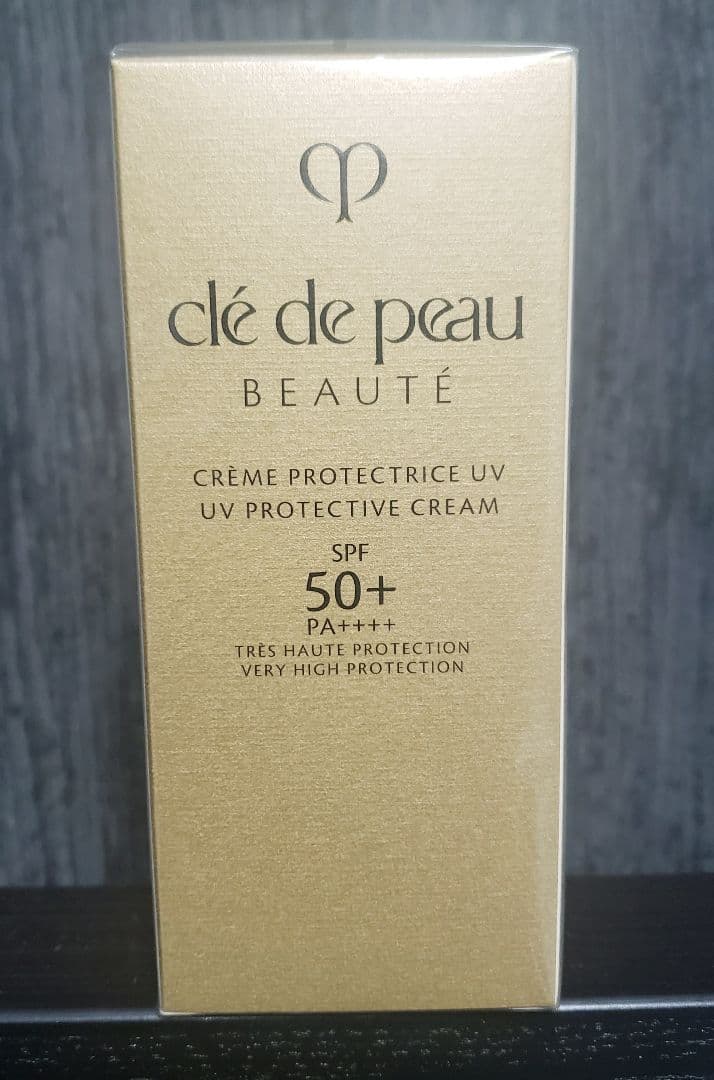 clé de peau
BEAUTÉ
CRÈME PROTECTRICE UV
UV PROTECTIVE CREAM
SPF
50+
PA++++
TRÈS HAUTE PROTECTION
VERY HIGH PROTECTION